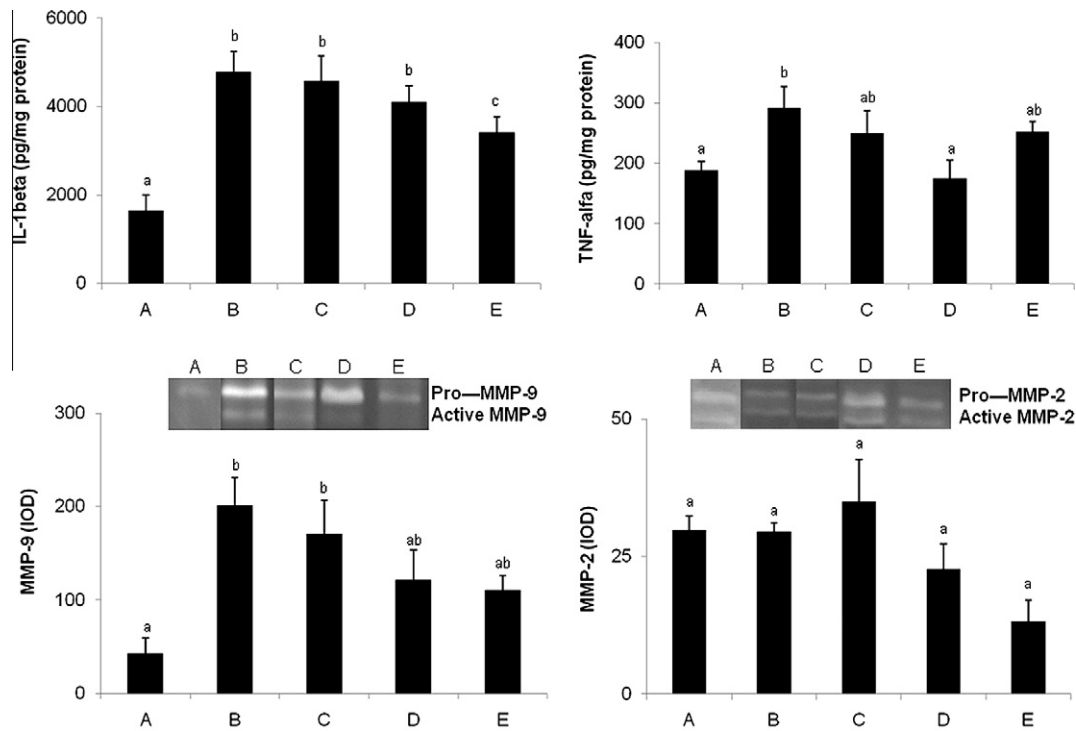 IL-1beta (pg/mg protein)
6000
4000
2000
0
a
b
b
b
c
A B C D E
TNF-alfa (pg/mg protein)
400
300
200
100
0
a
b
ab
a
ab
A B C D E
A B C D E
Pro—MMP-9
Active MMP-9
MMP-9 (IOD)
300
200
100
0
a
b
b
ab
ab
A B C D E
A B C D E
Pro—MMP-2
Active MMP-2
MMP-2 (IOD)
50
25
0
a
a
a
a
a
A B C D E